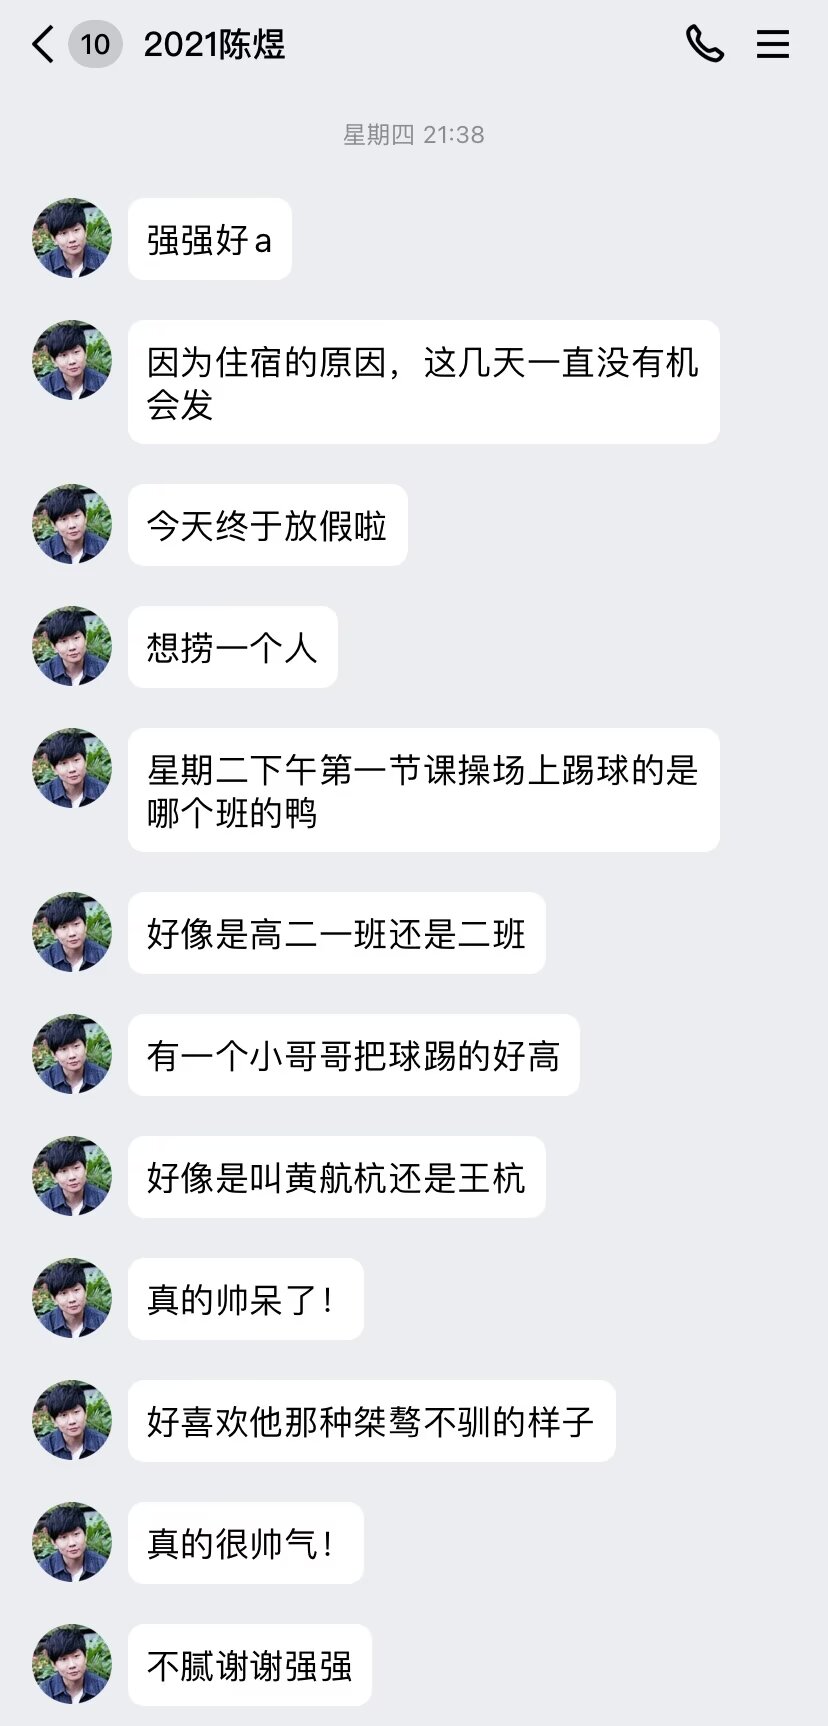 10 2021陈煜
星期四 21:38
强强好a
因为住宿的原因，这几天一直没有机
会发
今天终于放假啦
想捞一个人
星期二下午第一节课操场上踢球的是
哪个班的鸭
好像是高二一班还是二班
有一个小哥哥把球踢的好高
好像是叫黄航杭还是王杭
真的帅呆了！
好喜欢他那种桀骜不驯的样子
真的很帅气！
不腻谢谢强强